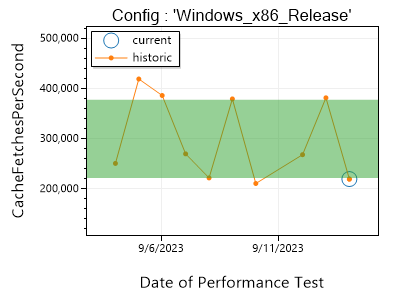 Config : 'Windows_x86_Release'
current
historic
CacheFetchesPerSecond
500,000
400,000
300,000
200,000
9/6/2023
9/11/2023
Date of Performance Test